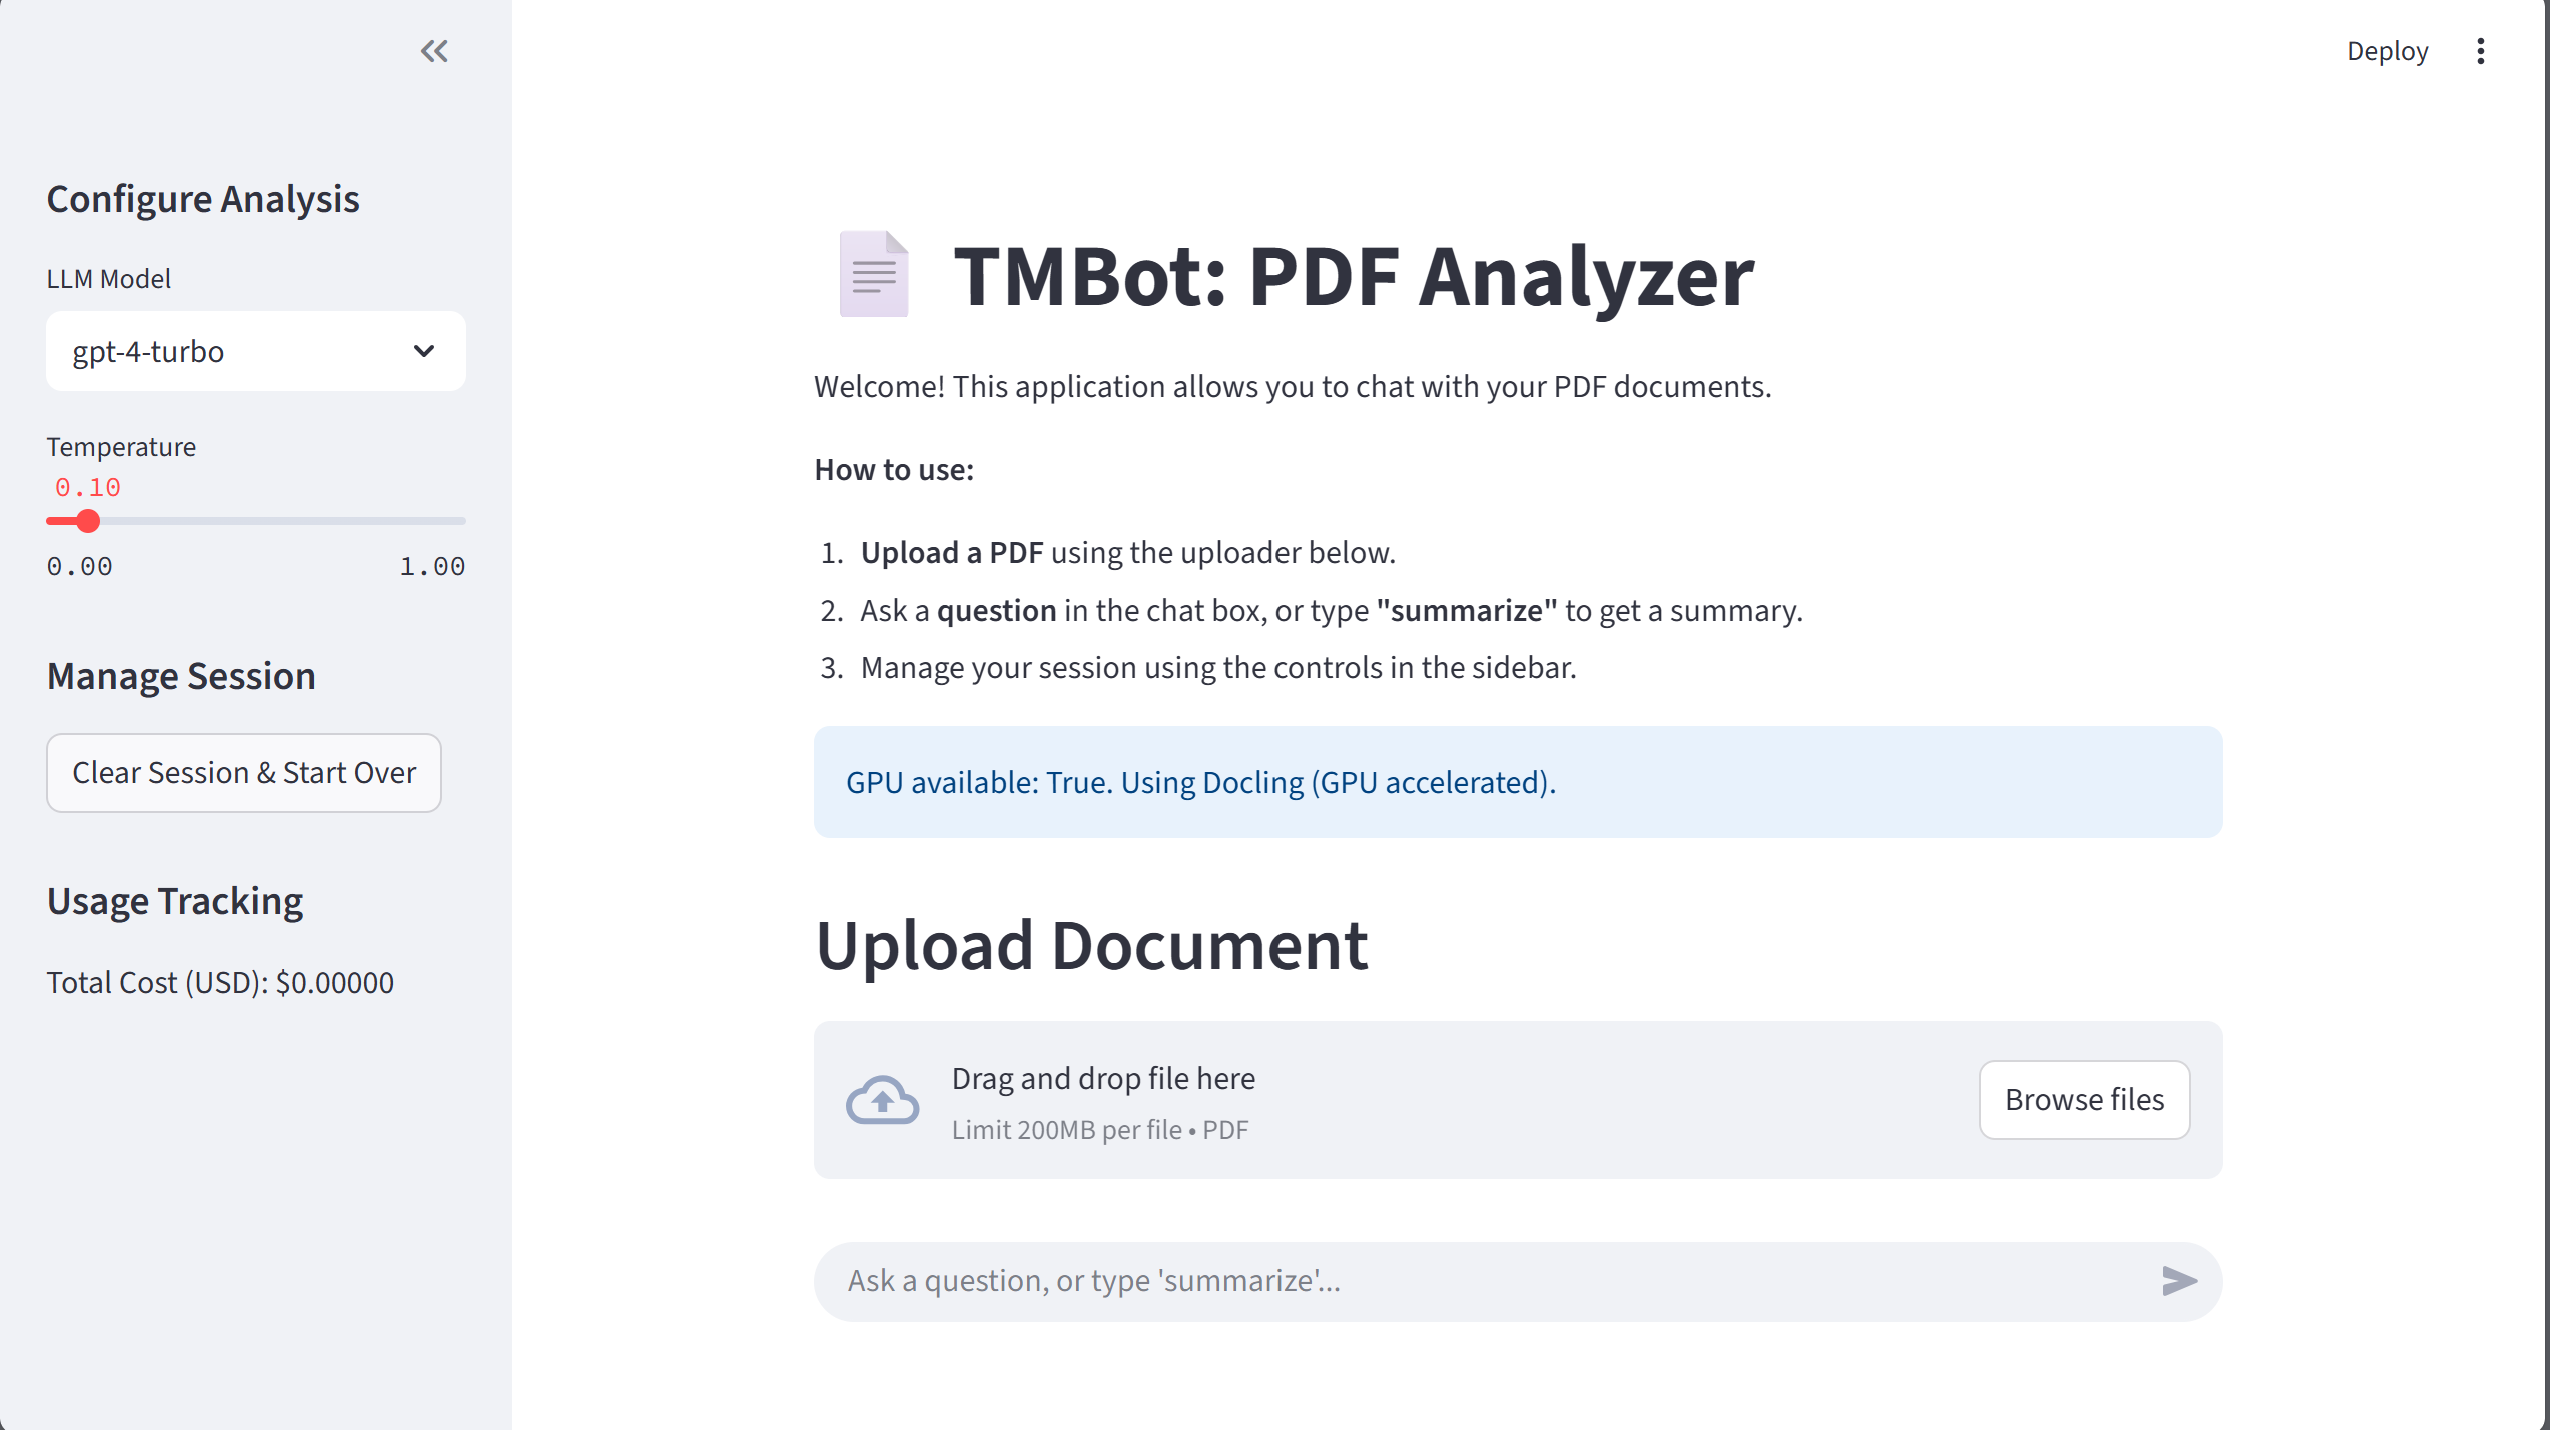 Deploy
Configure Analysis
LLM Model
gpt-4-turbo
Temperature
0.10
0.00 1.00
Manage Session
Clear Session & Start Over
Usage Tracking
Total Cost (USD): $0.00000
TMBot: PDF Analyzer
Welcome! This application allows you to chat with your PDF documents.
How to use:
1. Upload a PDF using the uploader below.
2. Ask a question in the chat box, or type "summarize" to get a summary.
3. Manage your session using the controls in the sidebar.
GPU available: True. Using Docling (GPU accelerated).
Upload Document
Drag and drop file here
Limit 200MB per file • PDF
Browse files
Ask a question, or type 'summarize'...